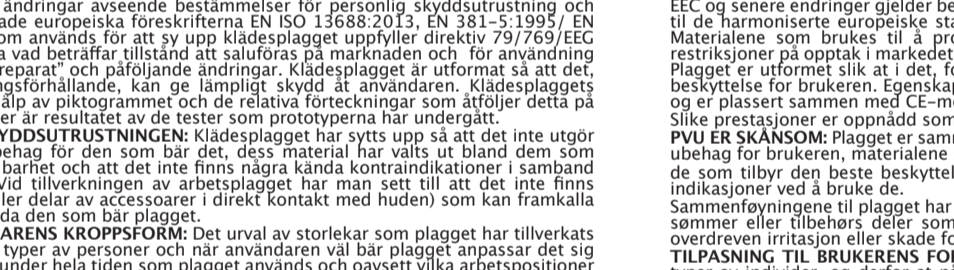 ändringar avseende bestämmelser för personlig skyddsutrustning och
ade europeiska föreskrifterna EN ISO 13688:2013, EN 381-5:1995/ EN
om används för att sy upp klädesplagget uppfyller direktiv 79/769/EEG
a vad beträffar tillstånd att saluföras på marknaden och för användning
reparat” och påföljande ändringar. Klädesplagget är utformat så att det,
ngsförhållande, kan ge lämpligt skydd åt användaren. Klädesplaggets
älp av piktogrammet och de relativa förteckningar som åtföljer detta på
er är resultatet av de tester som prototyperna har undergått.
YDDSUTRUSTNINGEN: Klädesplagget har sytts upp så att det inte utgör
behag för den som bär det, dess material har valts ut bland dem som
barhet och att det inte finns några kända kontraindikationer i samband
Vid tillverkningen av arbetsplagget har man sett till att det inte finns
ller delar av accessoarer i direkt kontact med huden) som kan framkalla
da den som bär plagget.
ARENS KROPPSFORM: Det urval av storlekar som plagget har tillverkats
typer av personer och när användaren väl bär plagget anpassar det sig
under hela tiden som plagget används och oavsett vilka arbetspositioner
EEC og senere endringer gjelder be
til de harmoniserte europeiske sta
Materialene som brukes til å pro
restriksjoner på opptak i markedet
Plagget er utformet slik at i det, fo
beskyttelse for brukeren. Egenskap
og er plassert sammen med CE-me
Slike prestasjoner er oppnådd som
PVU ER SKÅNSOM: Plagget er samm
ubehag for brukeren, materialene
de som tilbyr den beste beskyttel
indikasjoner ved å bruke de.
Sammenføyningene til plagget har
sømmer eller tilbehørs deler som
overdreven irritasjon eller skade fo
TILPASNING TIL BRUKERENS FOR